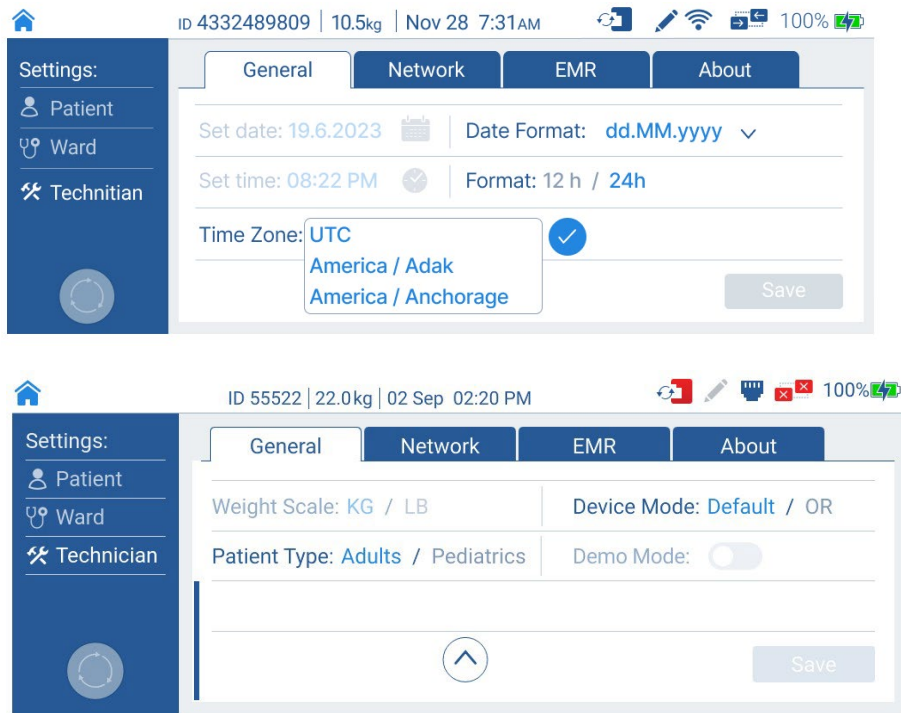 ID 4332489809 | 10.5kg | Nov 28 7:31AM 100%
Settings:
General Network EMR About
Patient
Ward
Technitian
Set date: 19.6.2023 Date Format: dd.MM.yyyy
Set time: 08:22 PM Format: 12 h / 24h
Time Zone: UTC
America / Adak
America / Anchorage
Save
ID 55522 | 22.0kg | 02 Sep 02:20 PM 100%
Settings:
General Network EMR About
Patient
Ward
Technician
Weight Scale: KG / LB Device Mode: Default / OR
Patient Type: Adults / Pediatrics Demo Mode:
Save